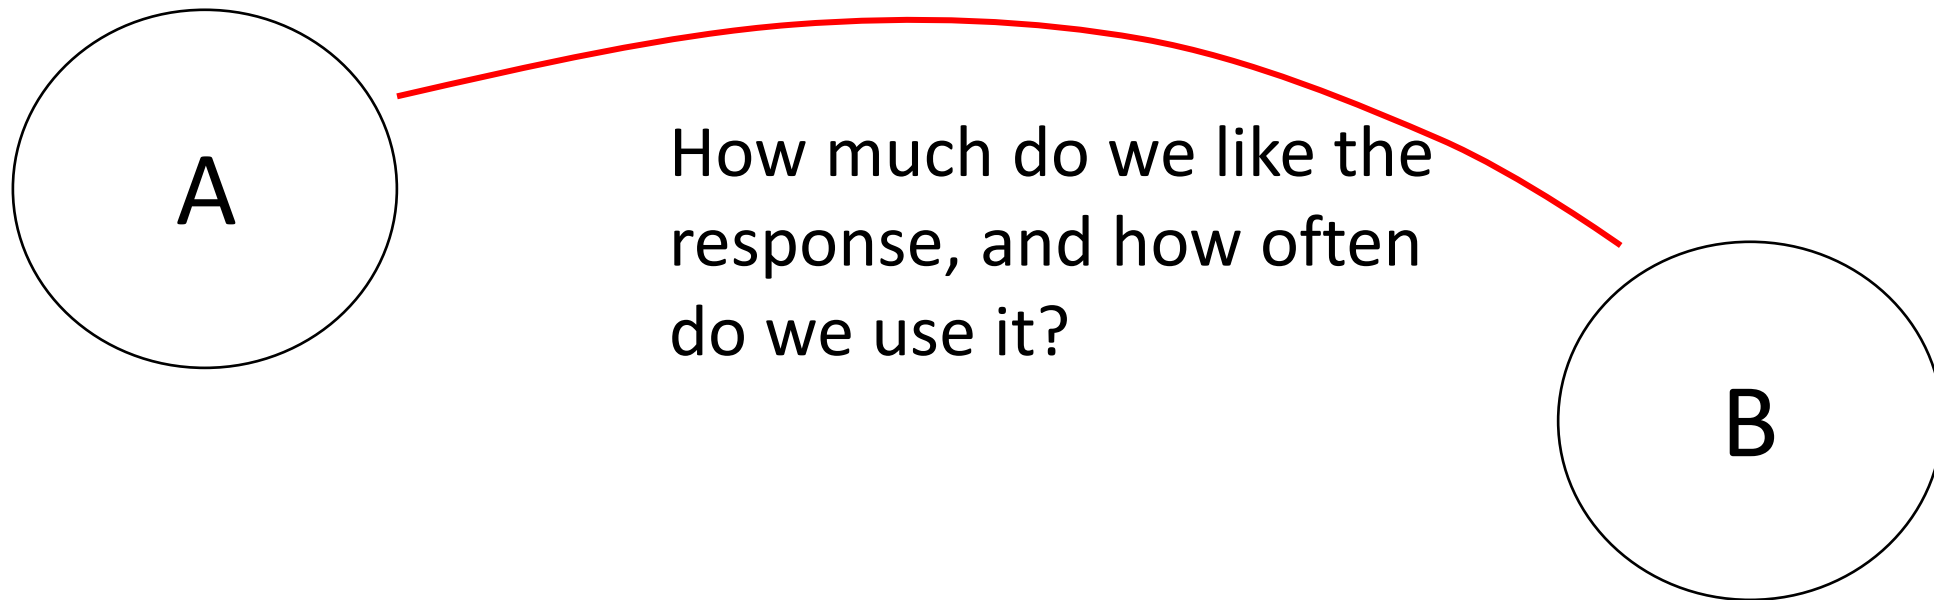 A
How much do we like the
response, and how often
do we use it?
B